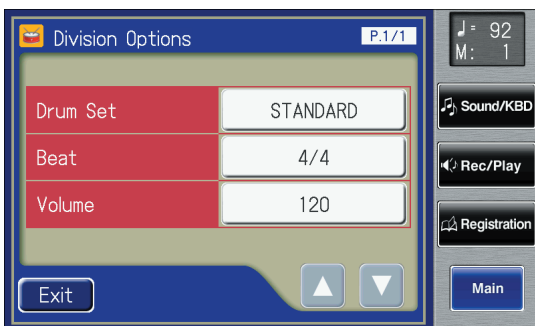 Division Options
P.1/1
Drum Set
STANDARD
Beat
4/4
Volume
120
Exit
♩= 92
M: 1
Sound/KBD
Rec/Play
Registration
Main